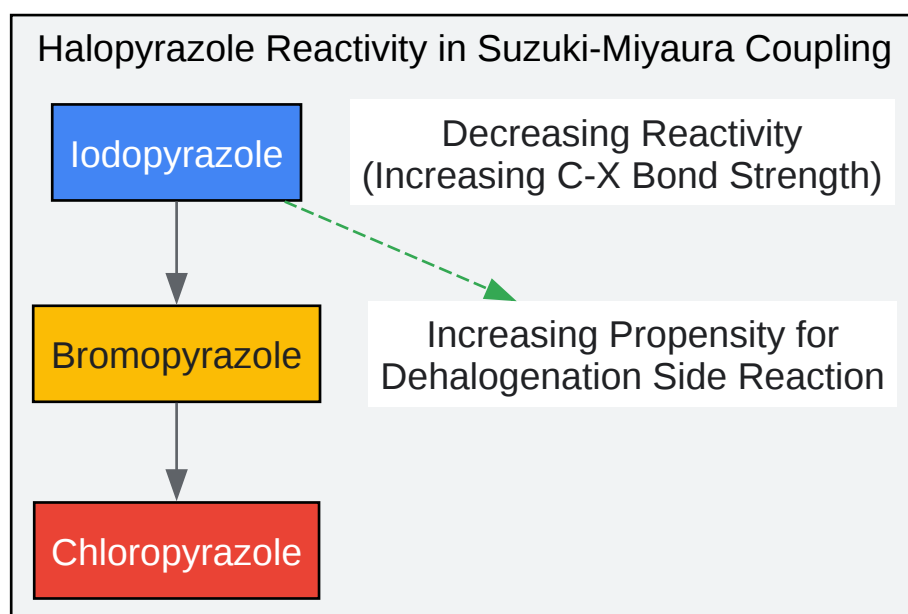 Halopyrazole Reactivity in Suzuki-Miyaura Coupling
Iodopyrazole
Decreasing Reactivity
(Increasing C-X Bond Strength)
Bromopyrazole
Increasing Propensity for
Dehalogenation Side Reaction
Chloropyrazole